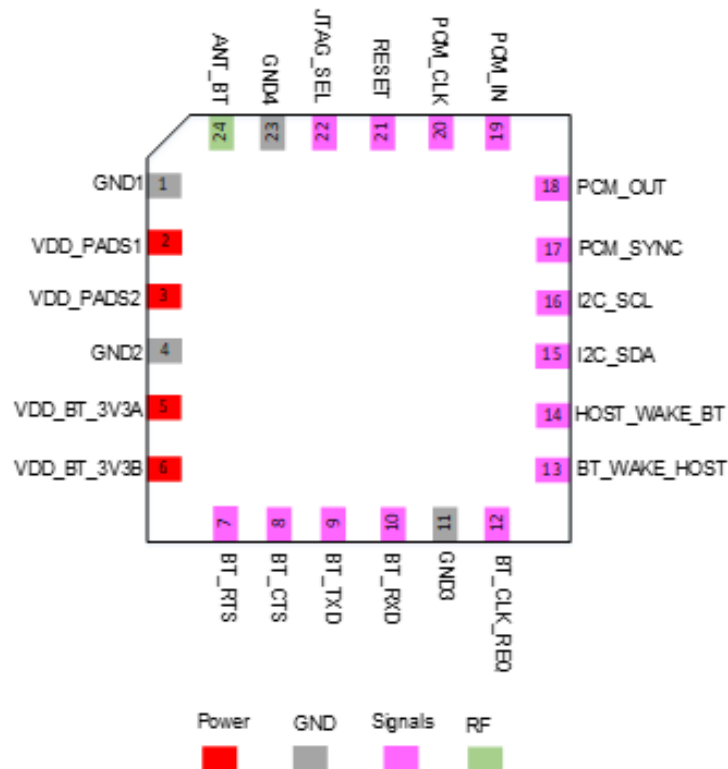 ANT_BT
GND4
JTAG_SEL
RESET
PCM_CLK
PCM_IN
24
23
22
21
20
19
GND1 1
18 PCM_OUT
VDD_PADS1 2
17 PCM_SYNC
VDD_PADS2 3
16 I2C_SCL
GND2 4
15 I2C_SDA
VDD_BT_3V3A 5
14 HOST_WAKE_BT
VDD_BT_3V3B 6
13 BT_WAKE_HOST
7
8
9
10
11
12
BT_RTS
BT_CTS
BT_TXD
BT_RXD
GND3
BT_CLK_REQ
Power GND Signals RF